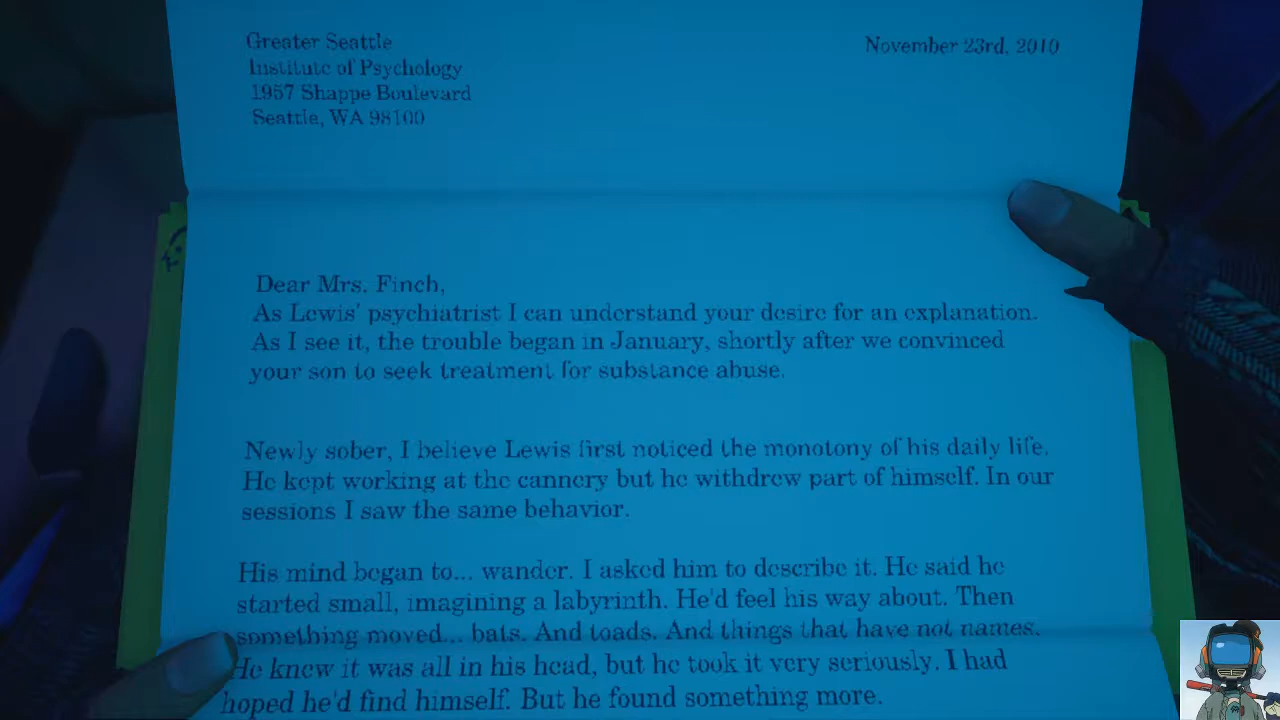 Greater Seattle
November 23rd, 2010
Institute of Psychology
1957 Shappe Boulevard
Seattle, WA 98100
Dear Mrs. Finch,
As Lewis' psychiatrist I can understand your desire for an explanation.
As I see it, the trouble began in January, shortly after we convinced
your son to seek treatment for substance abuse.
Newly sober, I believe Lewis first noticed the monotony of his daily life.
He kept working at the cannery but he withdrew part of himself. In our
sessions I saw the same behavior.
His mind began to... wander. I asked him to describe it. He said he
started small, imagining a labyrinth. He'd feel his way about. Then
something moved... bats. And toads. And things that have not names.
He knew it was all in his head, but he took it very seriously. I had
hoped he'd find himself. But he found something more.